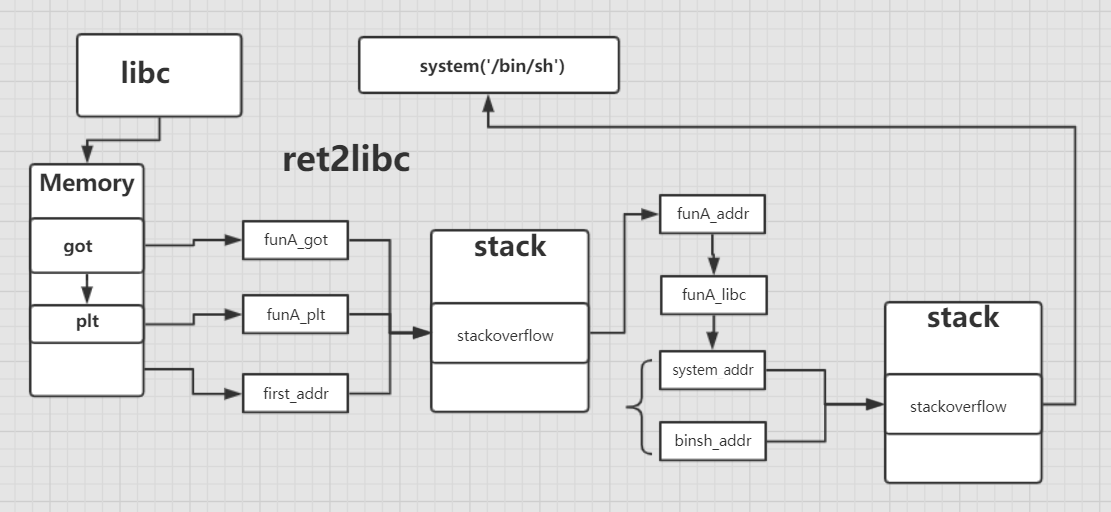 libc
system('/bin/sh')
ret2libc
Memory
got
plt
funA_got
funA_plt
first_addr
stack
stackoverflow
funA_addr
funA_libc
system_addr
binsh_addr
stack
stackoverflow